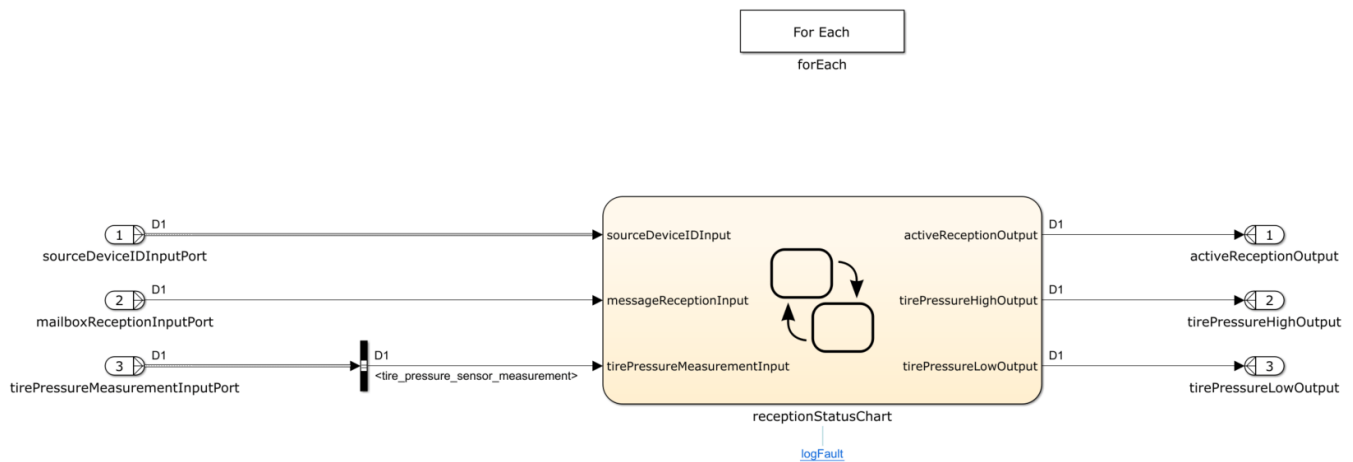 For Each
forEach
1
D1
sourceDeviceIDInputPort
2
D1
mailboxReceptionInputPort
3
D1
tirePressureMeasurementInputPort
D1
<tire_pressure_sensor_measurement>
sourceDeviceIDInput
messageReceptionInput
tirePressureMeasurementInput
activeReceptionOutput
tirePressureHighOutput
tirePressureLowOutput
receptionStatusChart
logFault
D1
1
activeReceptionOutput
D1
2
tirePressureHighOutput
D1
3
tirePressureLowOutput